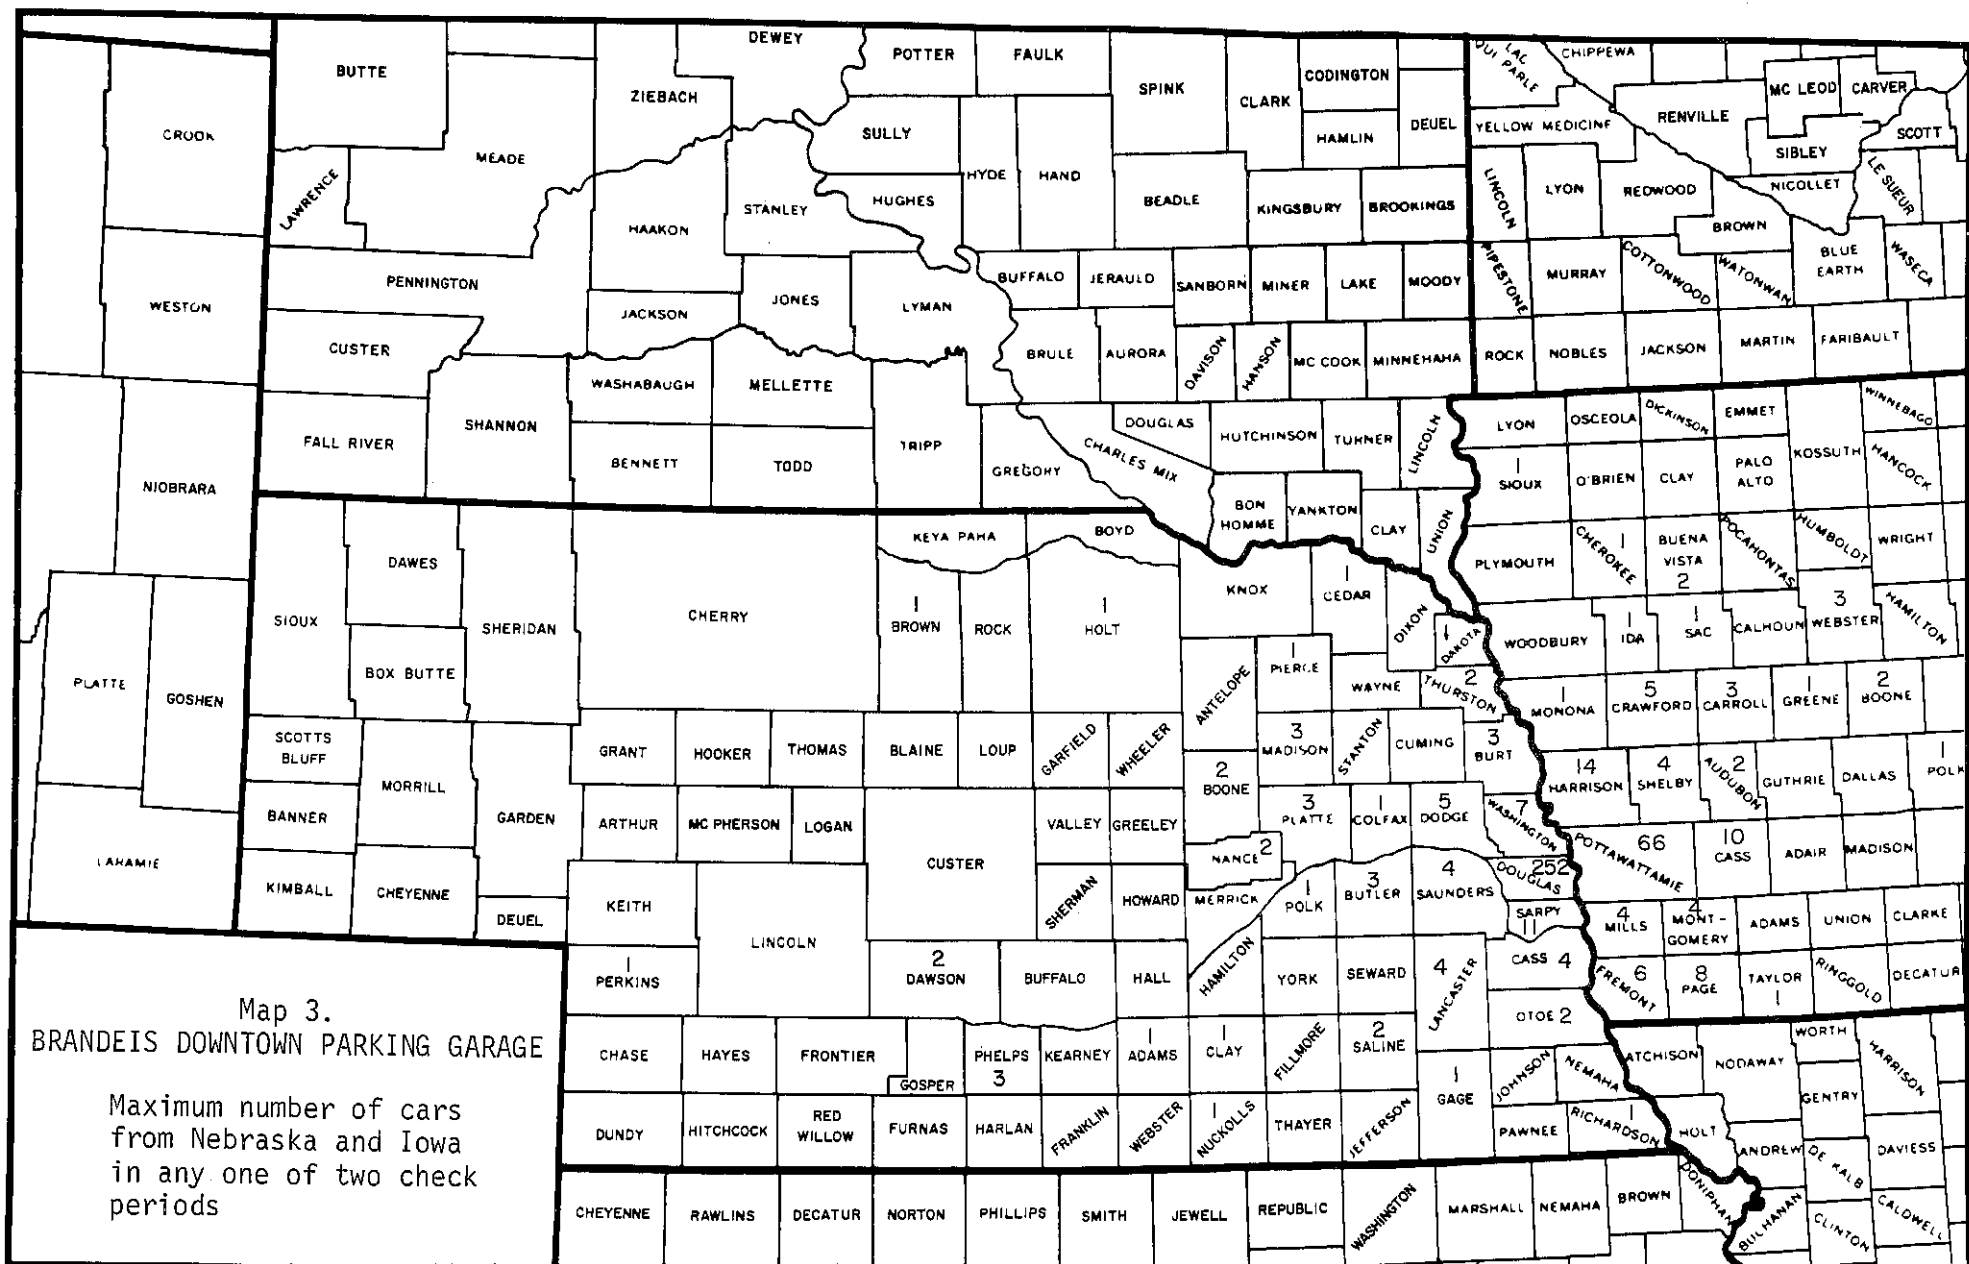 DEWEY
POTTER
FAULK
BUTTE
ZIEBACH
SPINK
CLARK
CODINGTON
HAMLIN
DEUEL
LAC
QUI PARLE
CHIPPEWA
YELLOW MEDICINE
RENVILLE
MC LEOD
CARVER
SCOTT
SIBLEY
CROOK
MEADE
LAWRENCE
SULLY
HYDE
HAND
HUGHES
STANLEY
HAAKON
BEADLE
KINGSBURY
BROOKINGS
LINCOLN
LYON
REDWOOD
NICOLLET
LE SUEUR
BROWN
WESTON
PENNINGTON
JACKSON
JONES
LYMAN
BUFFALO
JERAULD
SANBORN
MINER
LAKE
MOODY
PIPESTONE
MURRAY
COTTONWOOD
WATONWAN
BLUE
EARTH
WASECA
CUSTER
BRULE
AURORA
DAVISON
HANSON
MC COOK
MINNEHAHA
ROCK
NOBLES
JACKSON
MARTIN
FARIBAULT
WASHABAUGH
MELLETTE
FALL RIVER
SHANNON
BENNETT
TODD
TRIPP
GREGORY
CHARLES MIX
DOUGLAS
HUTCHINSON
TURNER
LINCOLN
LYON
OSCEOLA
DICKINSON
EMMET
WINNEBAGO
NIOBRARA
BON
HOMME
YANKTON
CLAY
UNION
1
SIOUX
O'BRIEN
CLAY
PALO
ALTO
KOSSUTH
HANCOCK
SIOUX
DAWES
SHERIDAN
BOX BUTTE
CHERRY
KEYA PAHA
BOYD
1
BROWN
ROCK
1
HOLT
KNOX
1
CEDAR
DIXON
1
DAKOTA
PLYMOUTH
1
CHEROKEE
BUENA
VISTA
2
POCAHONTAS
HUMBOLDT
WRIGHT
WOODBURY
1
IDA
1
SAC
CALHOUN
3
WEBSTER
HAMILTON
PLATTE
GOSHEN
ANTELOPE
1
PIERCE
WAYNE
2
THURSTON
1
MONONA
5
CRAWFORD
3
CARROLL
1
GREENE
2
BOONE
SCOTTS
BLUFF
MORRILL
GARDEN
GRANT
HOOKER
THOMAS
BLAINE
LOUP
GARFIELD
WHEELER
3
MADISON
STANTON
CUMING
3
BURT
14
HARRISON
4
SHELBY
2
AUDUBON
GUTHRIE
DALLAS
1
POLK
BANNER
ARTHUR
MC PHERSON
LOGAN
CUSTER
VALLEY
GREELEY
2
BOONE
3
PLATTE
1
COLFAX
5
DODGE
7
WASHINGTON
66
POTTAWATTAMIE
10
CASS
ADAIR
MADISON
LARAMIE
KIMBALL
CHEYENNE
DEUEL
KEITH
LINCOLN
SHERMAN
HOWARD
NANCE 2
MERRICK
1
POLK
3
BUTLER
4
SAUNDERS
252
DOUGLAS
SARPY
11
4
MILLS
4
MONT-
GOMERY
ADAMS
UNION
CLARKE
1
PERKINS
2
DAWSON
BUFFALO
HALL
HAMILTON
YORK
SEWARD
4
LANCASTER
CASS 4
6
FREMONT
8
PAGE
TAYLOR
1
RINGGOLD
DECATUR
OTOE 2
CHASE
HAYES
FRONTIER
GOSPER
PHELPS
3
KEARNEY
1
ADAMS
1
CLAY
FILLMORE
2
SALINE
1
GAGE
JOHNSON
NEMAHA
ATCHISON
NODAWAY
WORTH
HARRISON
GENTRY
DUNDY
HITCHCOCK
RED
WILLOW
FURNAS
HARLAN
FRANKLIN
WEBSTER
1
NUCKOLLS
THAYER
JEFFERSON
PAWNEE
1
RICHARDSON
HOLT
ANDREW
DE KALB
DAVIESS
CHEYENNE
RAWLINS
DECATUR
NORTON
PHILLIPS
SMITH
JEWELL
REPUBLIC
WASHINGTON
MARSHALL
NEMAHA
BROWN
DONIPHAN
BUCHANAN
CLINTON
CALDWELL
Map 3.
BRANDEIS DOWNTOWN PARKING GARAGE
Maximum number of cars
from Nebraska and Iowa
in any one of two check
periods